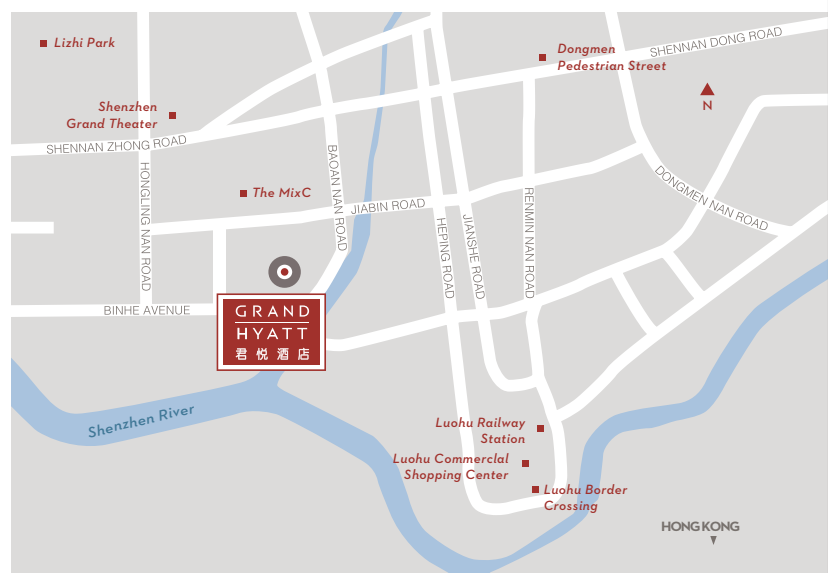 Lizhi Park
Dongmen
Pedestrian Street
SHENNAN DONG ROAD
N
Shenzhen
Grand Theater
SHENNAN ZHONG ROAD
HONGLING NAN ROAD
BAOAN NAN ROAD
The MixC
JIABIN ROAD
HEPING ROAD
JIANSHE ROAD
RENMIN NAN ROAD
DONGMEN NAN ROAD
BINHE AVENUE
GRAND
HYATT
君悦酒店
Shenzhen River
Luohu Railway
Station
Luohu Commerclal
Shopping Center
Luohu Border
Crossing
HONG KONG